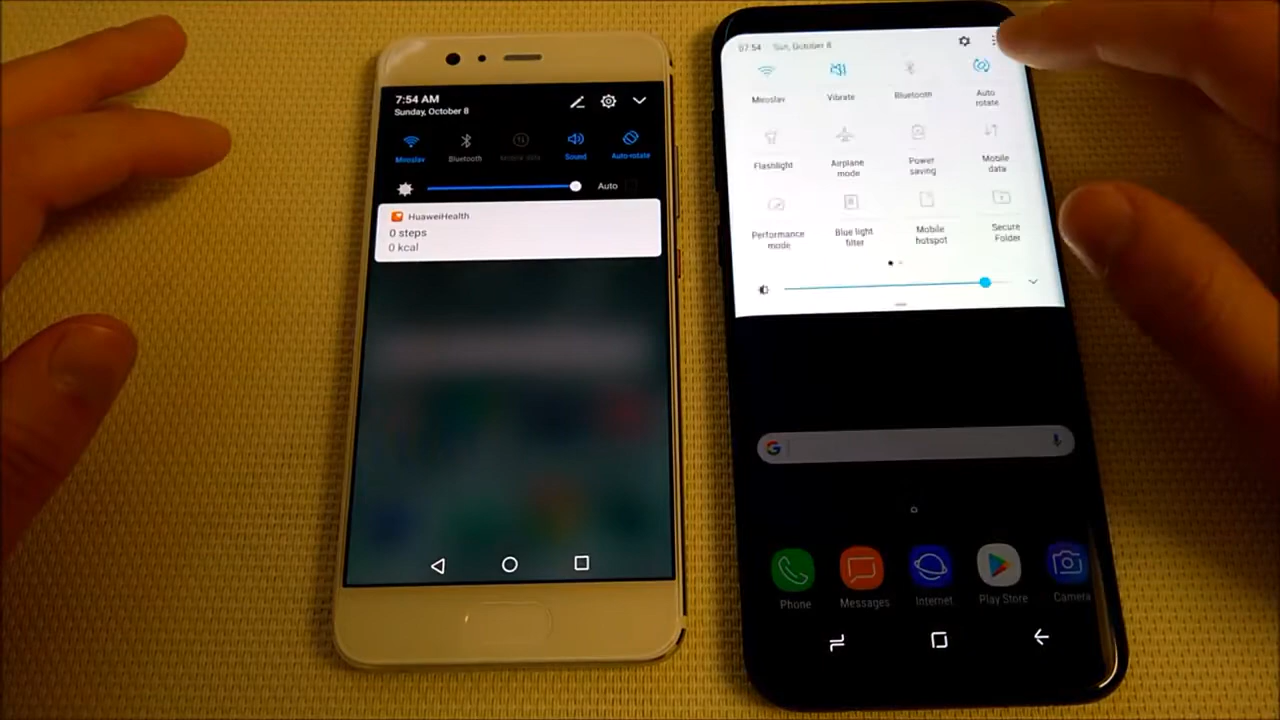 7:54 AM
Sunday, October 8
Miroslav
Bluetooth
Mobile data
Sound
Auto rotate
Auto
HuaweiHealth
0 steps
0 kcal
07:54 Sun, October 8
Miroslav
Vibrate
Bluetooth
Auto
rotate
Flashlight
Airplane
mode
Power
saving
Mobile
data
Performance
mode
Blue light
filter
Mobile
hotspot
Secure
Folder
G
Phone
Messages
Internet
Play Store
Camera